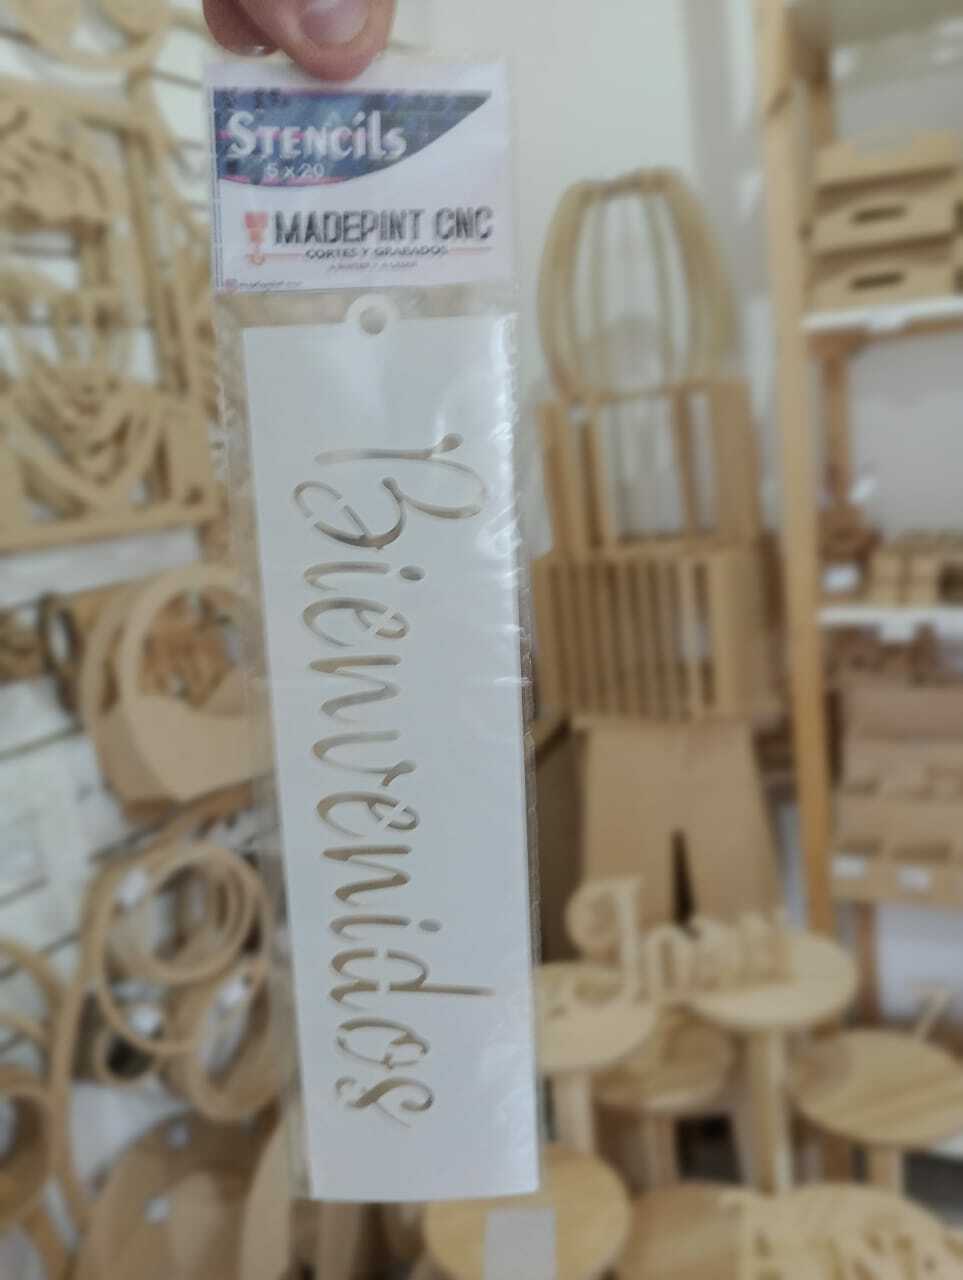 Stencils
5 x 20
MADEPINT CNC
CORTES Y GRABADOS
Bienvenidos